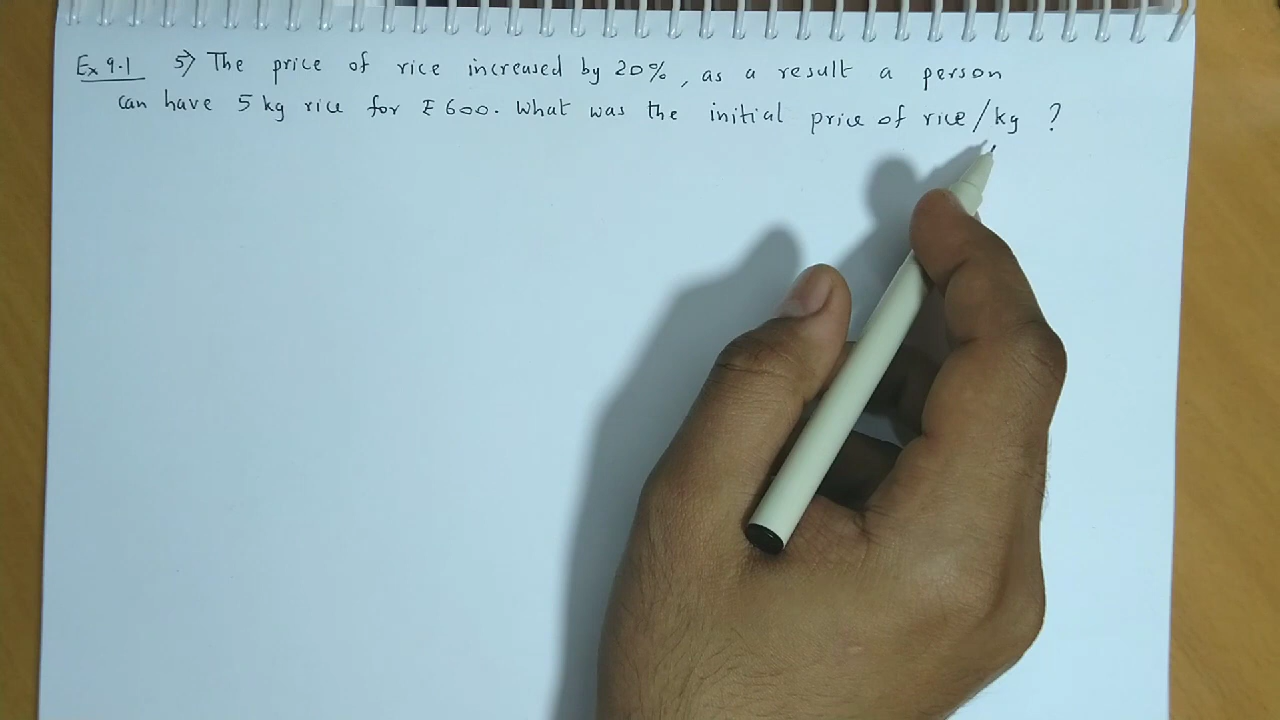 Ex 9.1 5) The price of rice increased by 20%, as a result a person
can have 5 kg rice for ₹ 600. What was the initial price of rice/kg ?